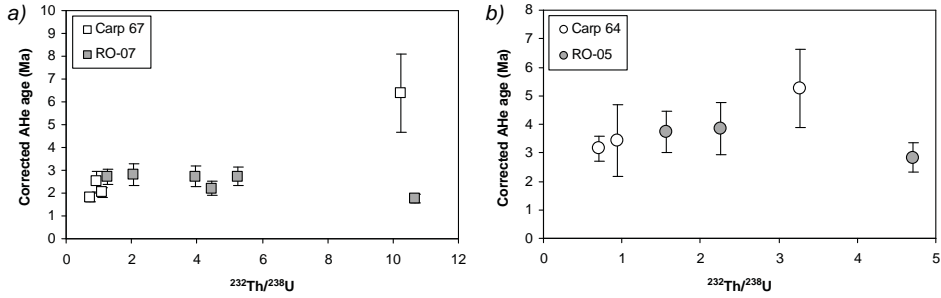 a)
Corrected AHe age (Ma)
10
9
8
7
6
5
4
3
2
1
0
Carp 67
RO-07
0 2 4 6 8 10 12
²³²Th/²³⁸U
b)
Corrected AHe age (Ma)
8
7
6
5
4
3
2
1
0
Carp 64
RO-05
0 1 2 3 4 5
²³²Th/²³⁸U